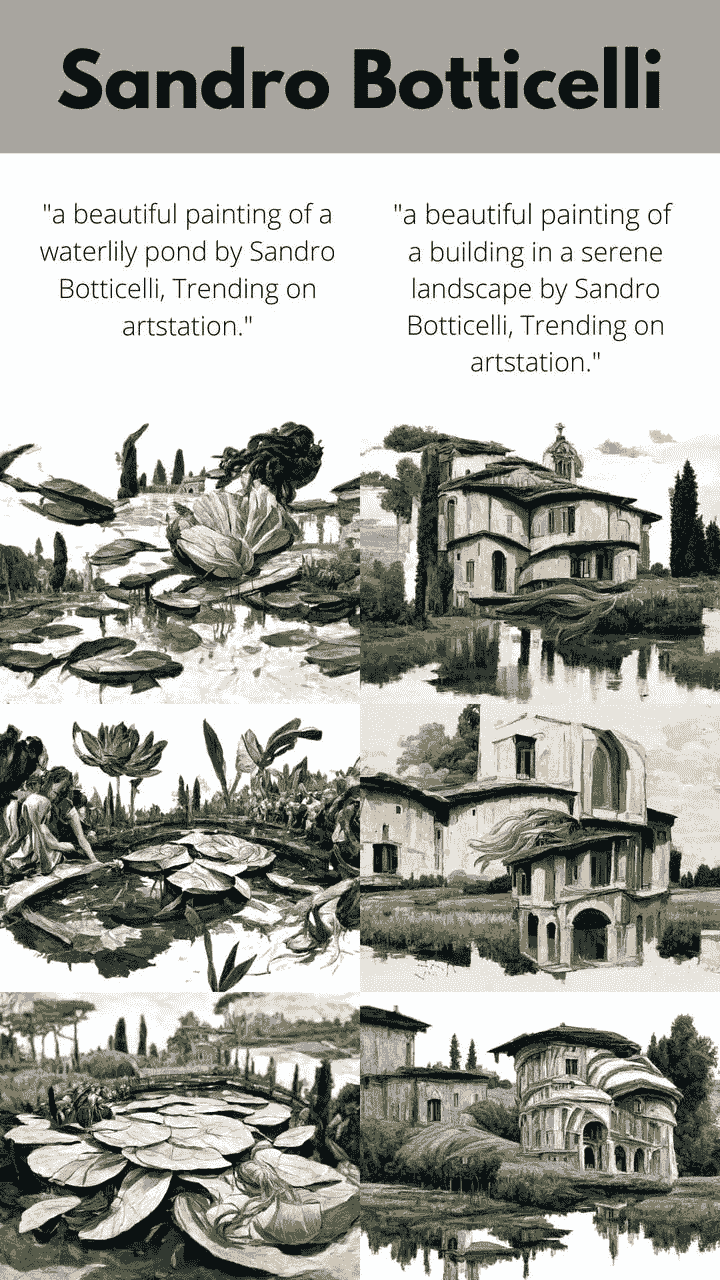 Sandro Botticelli
"a beautiful painting of a
waterlily pond by Sandro
Botticelli, Trending on
artstation."
"a beautiful painting of
a building in a serene
landscape by Sandro
Botticelli, Trending on
artstation."